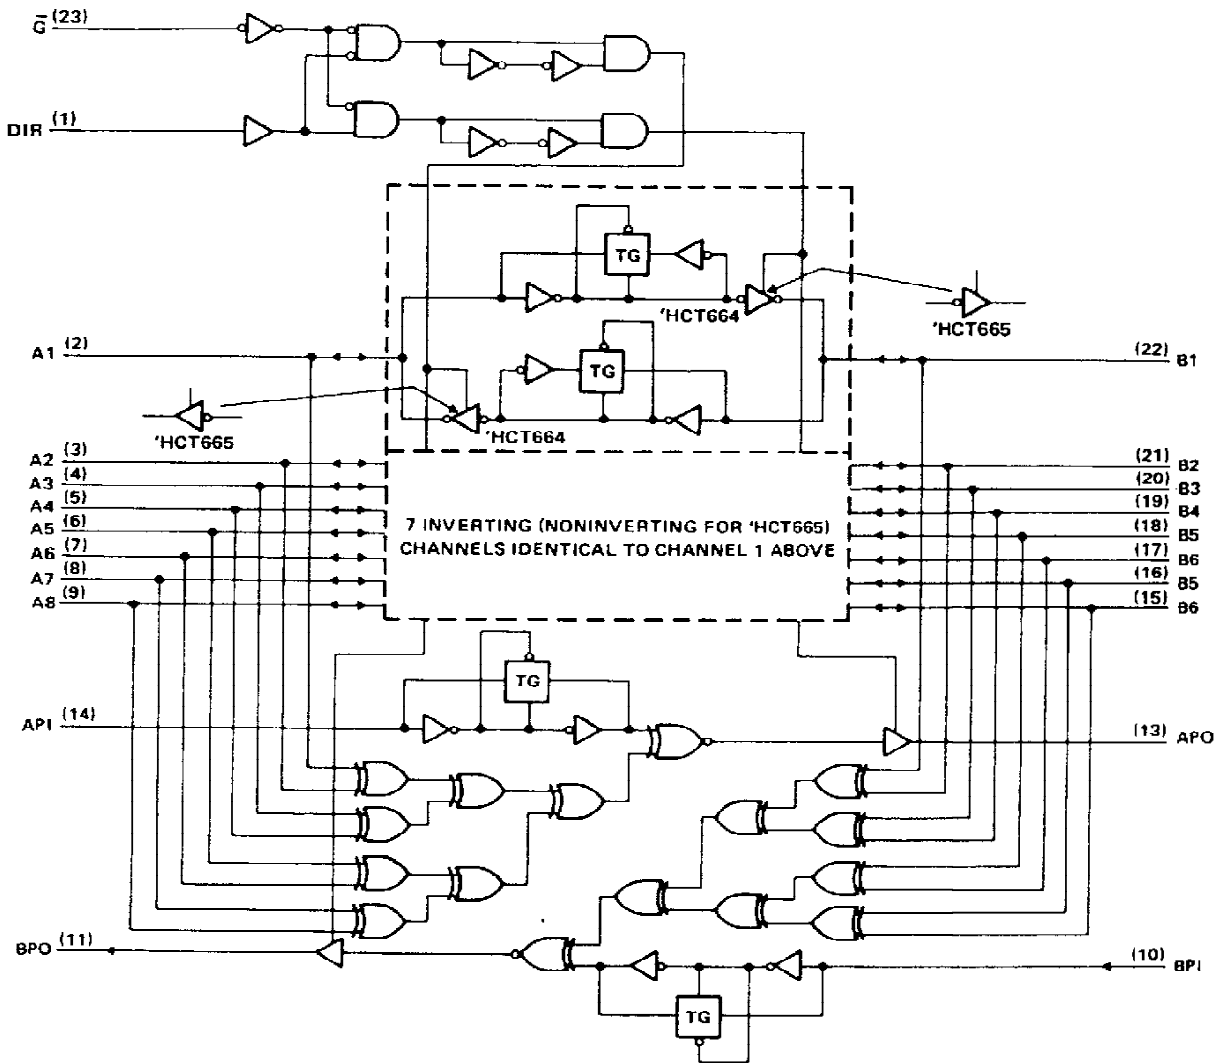 G̅ (23)
DIR (1)
TG
'HCT664
'HCT665
A1 (2)
(22) B1
TG
'HCT665
'HCT664
A2 (3)
A3 (4)
A4 (5)
A5 (6)
A6 (7)
A7 (8)
A8 (9)
(21) B2
(20) B3
(19) B4
(18) B5
(17) B6
(16) B5
(15) B6
7 INVERTING (NONINVERTING FOR 'HCT665)
CHANNELS IDENTICAL TO CHANNEL 1 ABOVE
TG
API (14)
(13) APO
BPO (11)
(10) BPI
TG